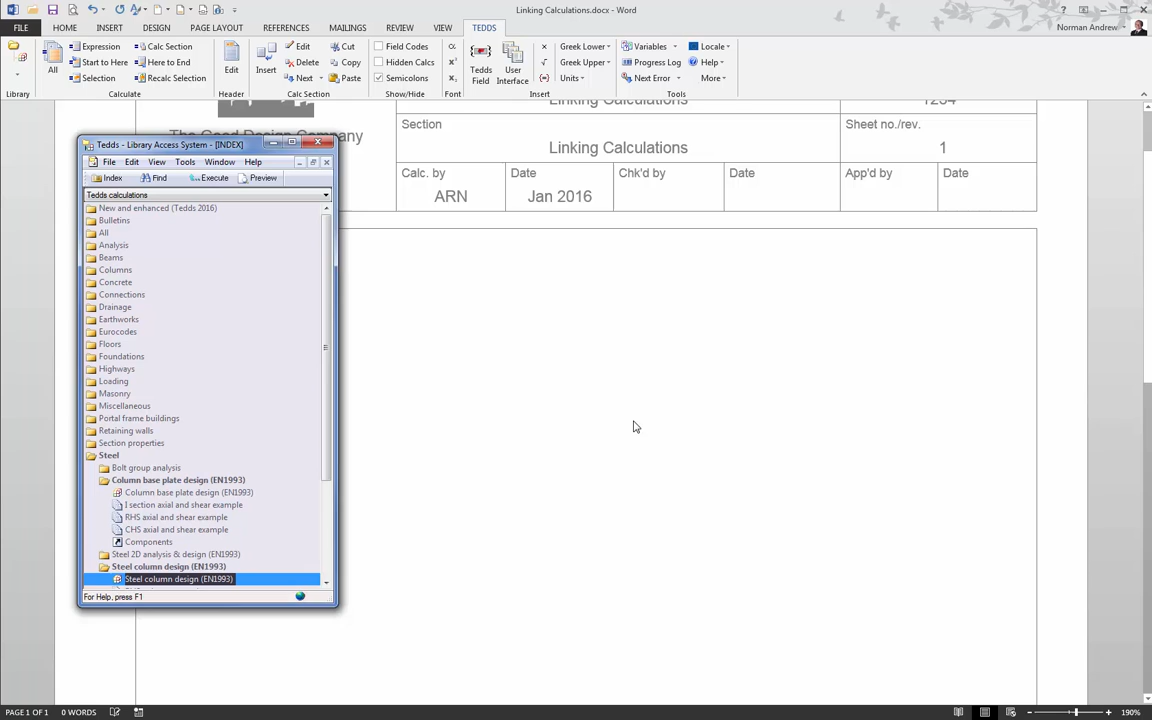 Linking Calculations.docx - Word
FILE HOME INSERT DESIGN PAGE LAYOUT REFERENCES MAILINGS REVIEW VIEW TEDDS Norman Andrew
Expression Calc Section Edit Cut Field Codes Greek Lower Variables Locale
All Start to Here Here to End Edit Insert Delete Copy Hidden Calcs Tedds Field User Interface Greek Upper Progress Log Help
Selection Recalc Selection Next Paste Semicolons Units Next Error More
Library Calculate Header Calc Section Show/Hide Font Insert Tools
Linking Calculations 1234
The Good Design Company
Section Sheet no./rev.
Linking Calculations 1
Calc. by Date Chk'd by Date App'd by Date
ARN Jan 2016
Tedds - Library Access System - [INDEX]
File Edit View Tools Window Help
Index Find Execute Preview
Tedds calculations
New and enhanced (Tedds 2016)
Bulletins
All
Analysis
Beams
Columns
Concrete
Connections
Drainage
Earthworks
Eurocodes
Floors
Foundations
Highways
Loading
Masonry
Miscellaneous
Portal frame buildings
Retaining walls
Section properties
Steel
Bolt group analysis
Column base plate design (EN1993)
Column base plate design (EN1993)
I section axial and shear example
RHS axial and shear example
CHS axial and shear example
Components
Steel 2D analysis & design (EN1993)
Steel column design (EN1993)
Steel column design (EN1993)
For Help, press F1
PAGE 1 OF 1 0 WORDS 190%